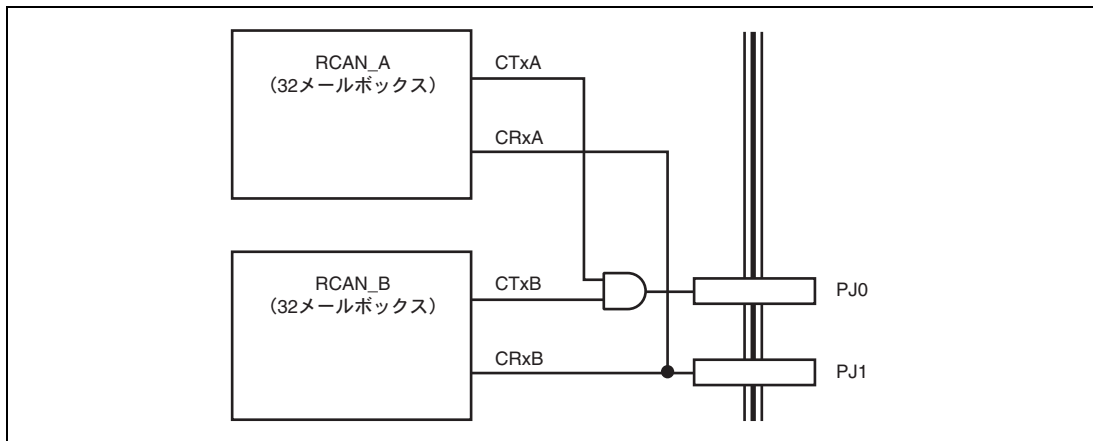 RCAN_A
（32メールボックス）
CTxA
CRxA
RCAN_B
（32メールボックス）
CTxB
CRxB
PJ0
PJ1